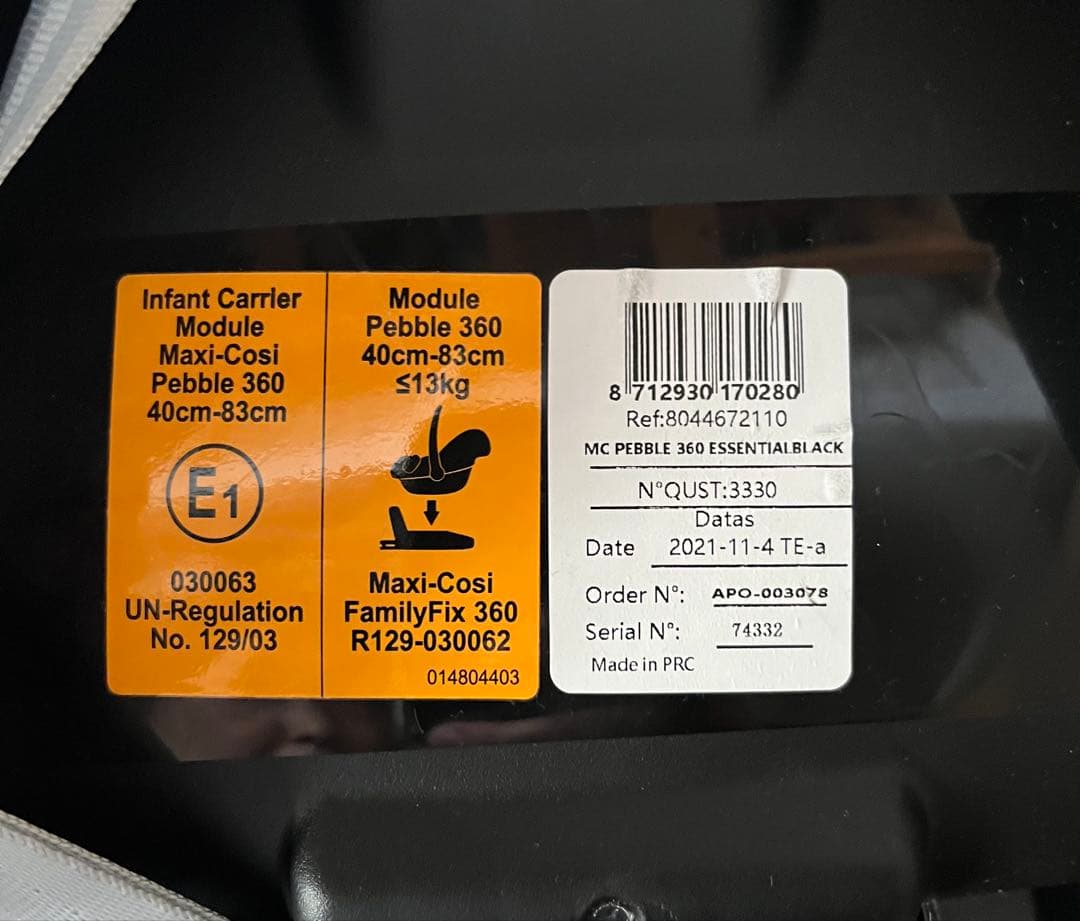 Infant Carrier
Module
Maxi-Cosi
Pebble 360
40cm-83cm
E1
030063
UN-Regulation
No. 129/03
Module
Pebble 360
40cm-83cm
≤13kg
Maxi-Cosi
FamilyFix 360
R129-030062
014804403
8 712930 170280
Ref:8044672110
MC PEBBLE 360 ESSENTIALBLACK
N°QUST:3330
Datas
Date 2021-11-4 TE-a
Order N°: APO-003078
Serial N°: 74332
Made in PRC